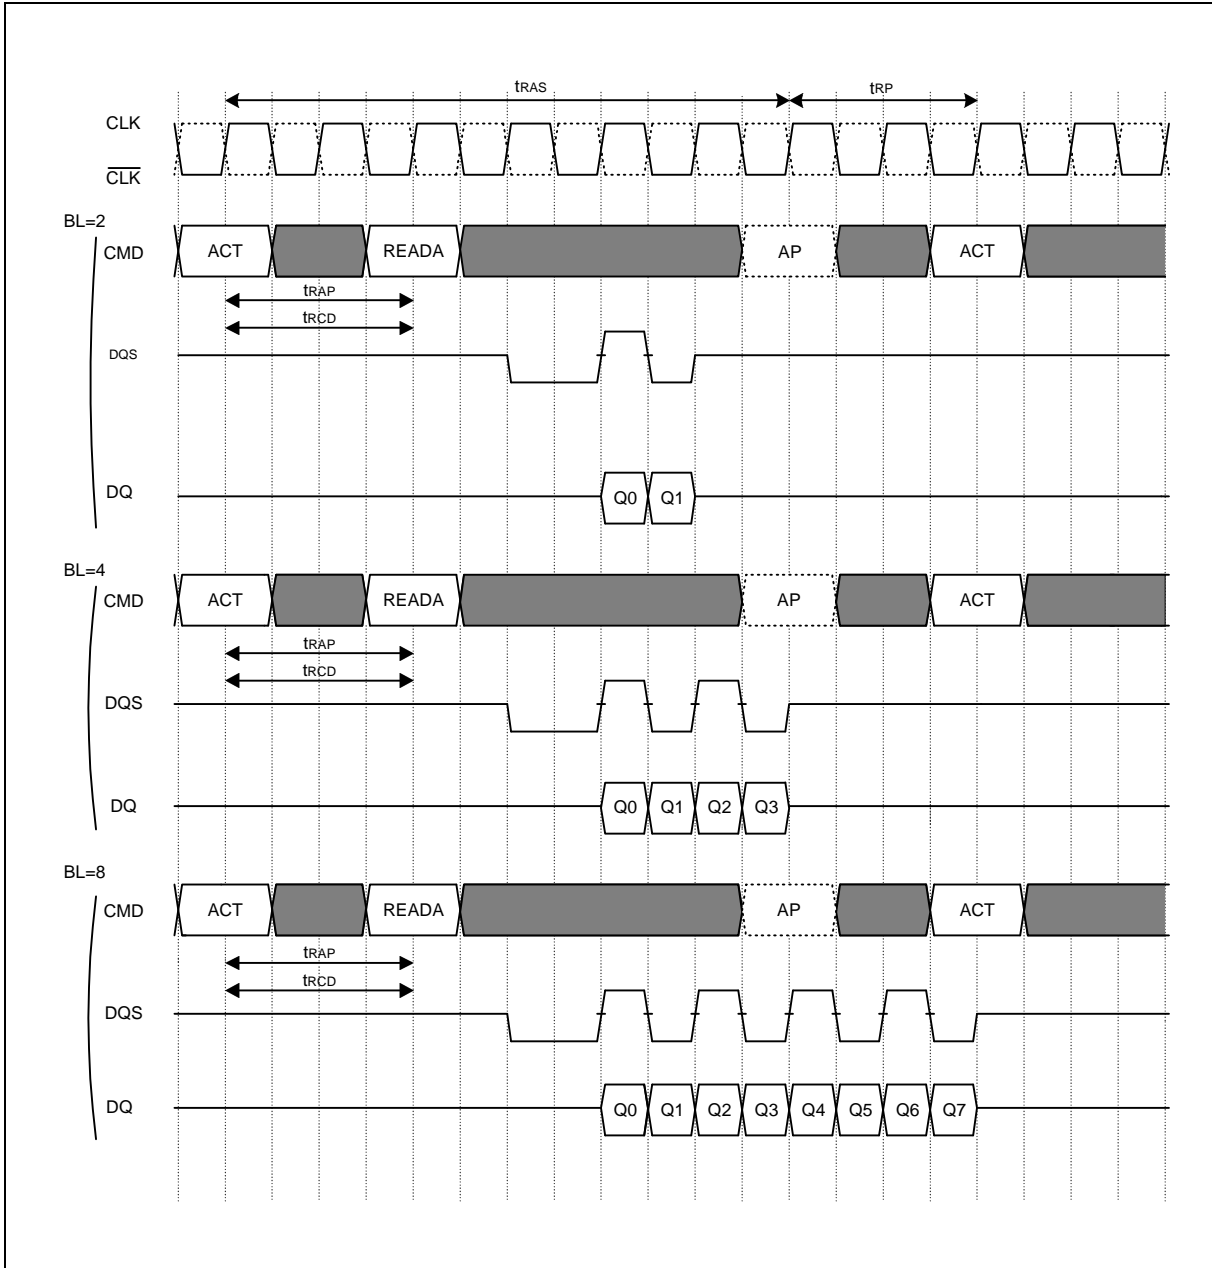 tRAS tRP
CLK
CLK
BL=2
CMD ACT READA AP ACT
tRAP
tRCD
DQS
DQ Q0 Q1
BL=4
CMD ACT READA AP ACT
tRAP
tRCD
DQS
DQ Q0 Q1 Q2 Q3
BL=8
CMD ACT READA AP ACT
tRAP
tRCD
DQS
DQ Q0 Q1 Q2 Q3 Q4 Q5 Q6 Q7